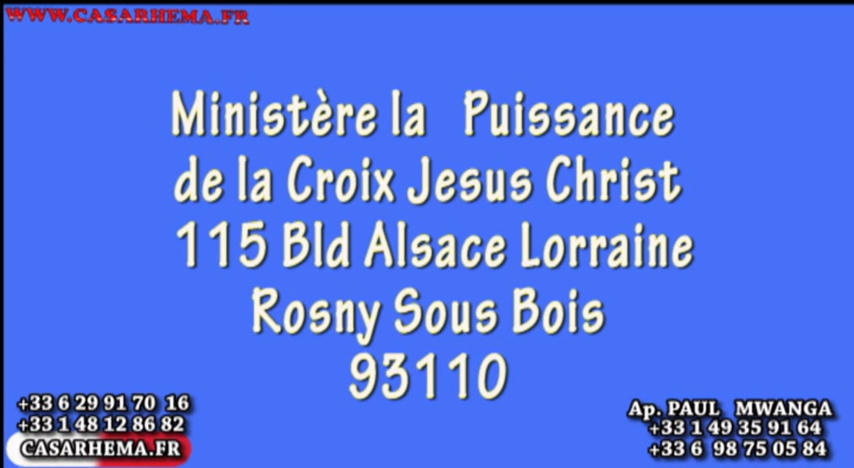 WWW.CASARHEMA.FR
Ministère la Puissance
de la Croix Jesus Christ
115 Bld Alsace Lorraine
Rosny Sous Bois
93110
+33 6 29 91 70 16
+33 1 48 12 86 82
CASARHEMA.FR
Ap. PAUL MWANGA
+33 1 49 35 91 64
+33 6 98 75 05 84